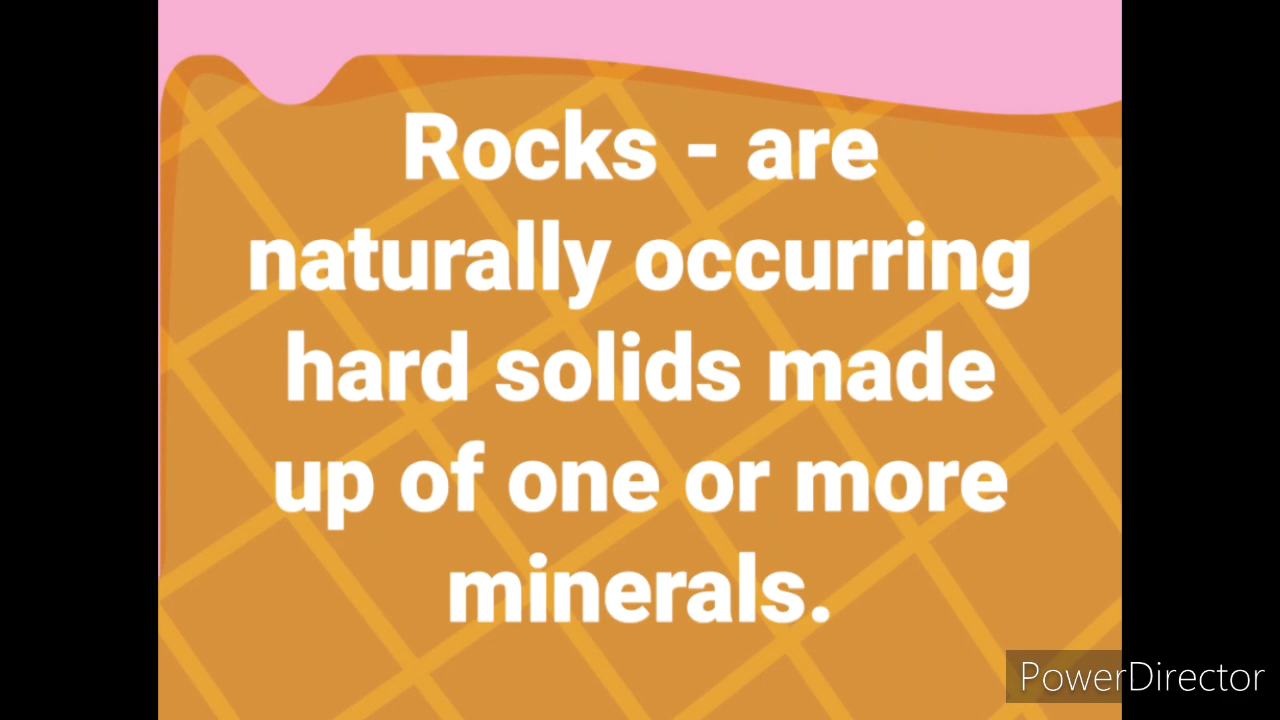 Rocks - are
naturally occurring
hard solids made
up of one or more
minerals.
PowerDirector